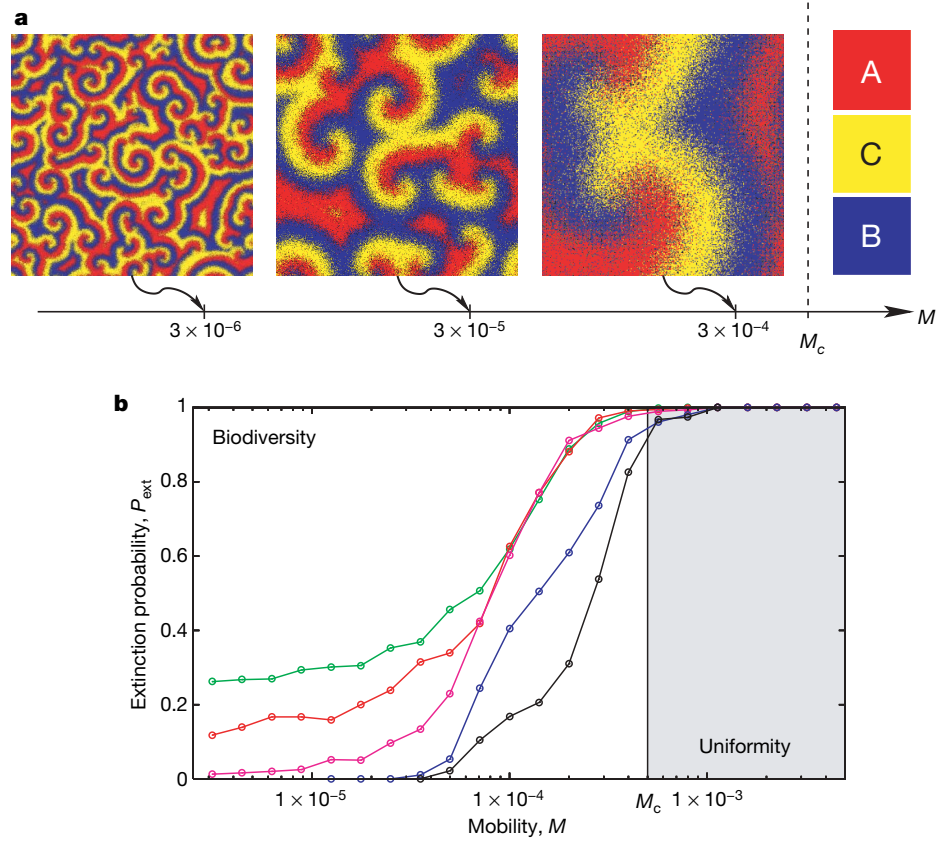 a
A
C
B
3 × 10⁻⁶
3 × 10⁻⁵
3 × 10⁻⁴
M
M_c
b
1
0.8
0.6
0.4
0.2
0
Extinction probability, P_ext
Biodiversity
Uniformity
1 × 10⁻⁵
1 × 10⁻⁴
M_c
1 × 10⁻³
Mobility, M